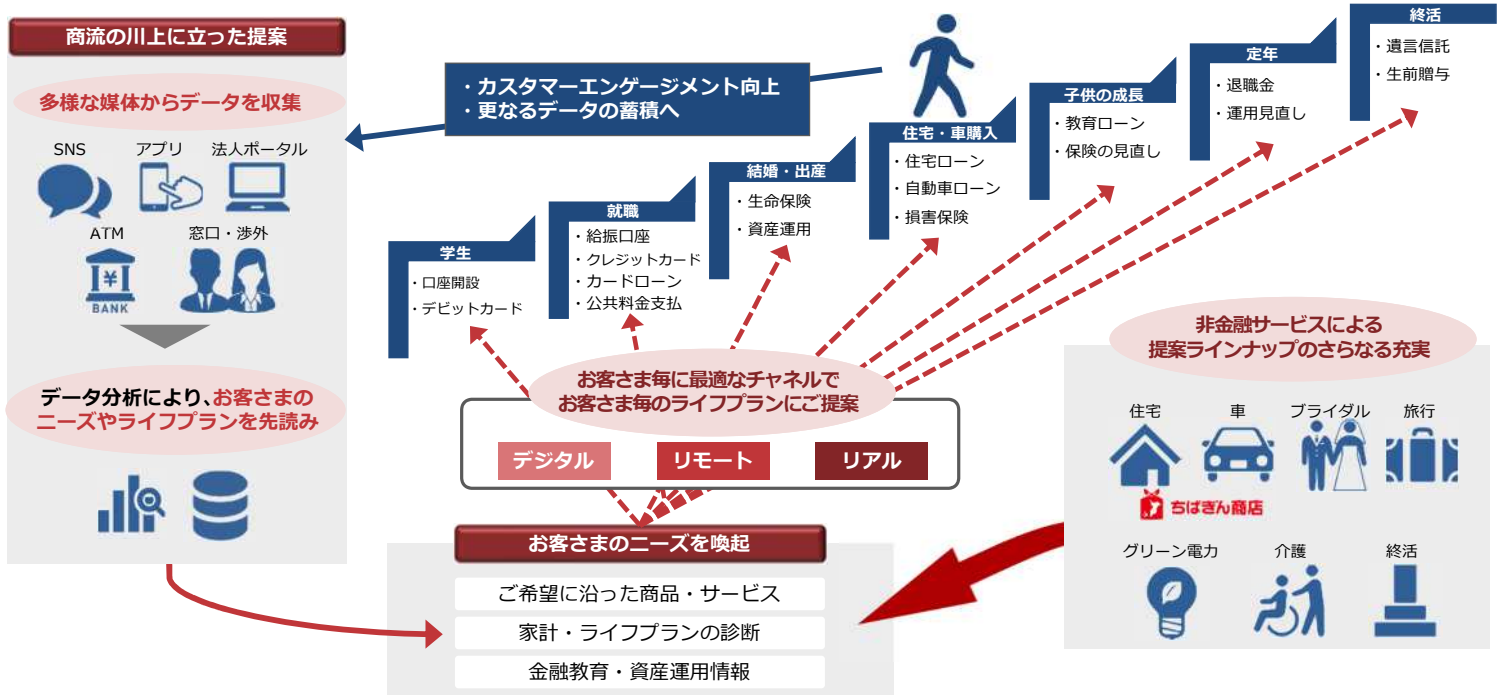 商流の川上に立った提案
多様な媒体からデータを収集
SNS
アプリ
法人ポータル
ATM
窓口・渉外
¥
BANK
データ分析により、お客さまの
ニーズやライフプランを先読み
・カスタマーエンゲージメント向上
・更なるデータの蓄積へ
学生
・口座開設
・デビットカード
就職
・給振口座
・クレジットカード
・カードローン
・公共料金支払
結婚・出産
・生命保険
・資産運用
住宅・車購入
・住宅ローン
・自動車ローン
・損害保険
子供の成長
・教育ローン
・保険の見直し
定年
・退職金
・運用見直し
終活
・遺言信託
・生前贈与
お客さま毎に最適なチャネルで
お客さま毎のライフプランにご提案
デジタル
リモート
リアル
お客さまのニーズを喚起
ご希望に沿った商品・サービス
家計・ライフプランの診断
金融教育・資産運用情報
非金融サービスによる
提案ラインナップのさらなる充実
住宅
車
ブライダル
旅行
ちばぎん商店
グリーン電力
介護
終活